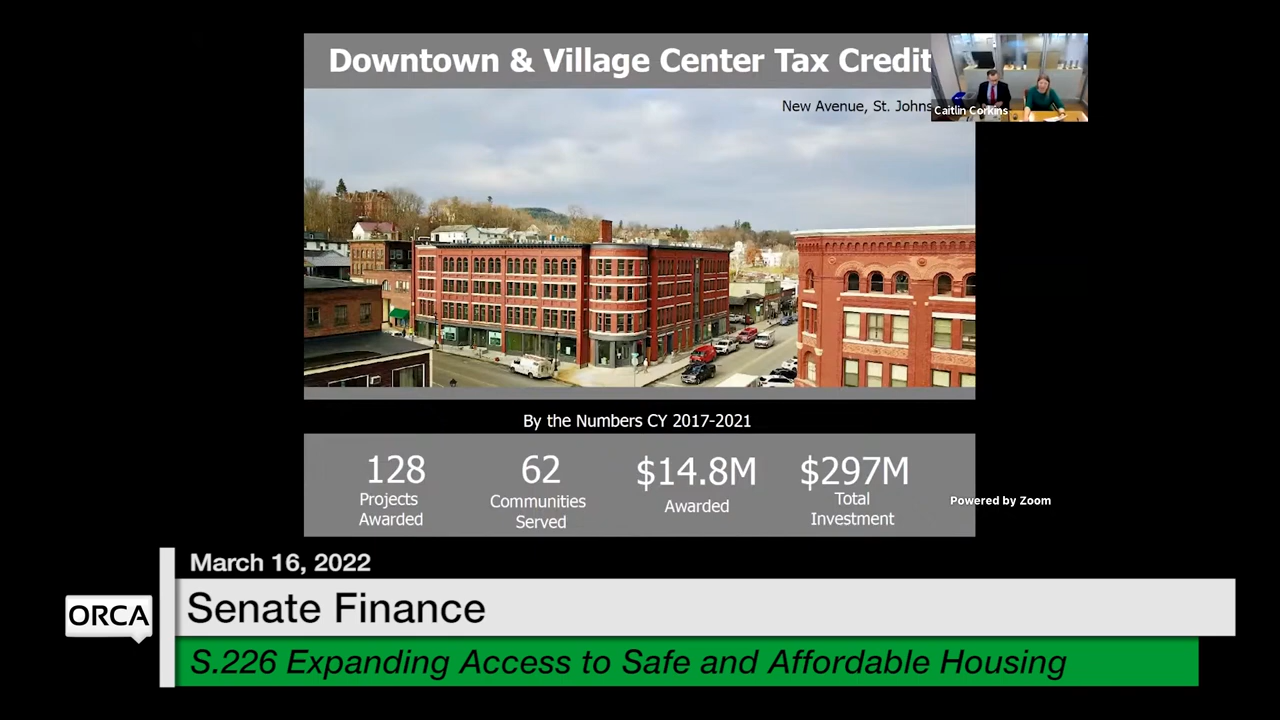 Downtown & Village Center Tax Credit
New Avenue, St. Johns
Caitlin Corkins
By the Numbers CY 2017-2021
128
Projects
Awarded
62
Communities
Served
$14.8M
Awarded
$297M
Total
Investment
Powered by Zoom
March 16, 2022
ORCA
Senate Finance
S.226 Expanding Access to Safe and Affordable Housing